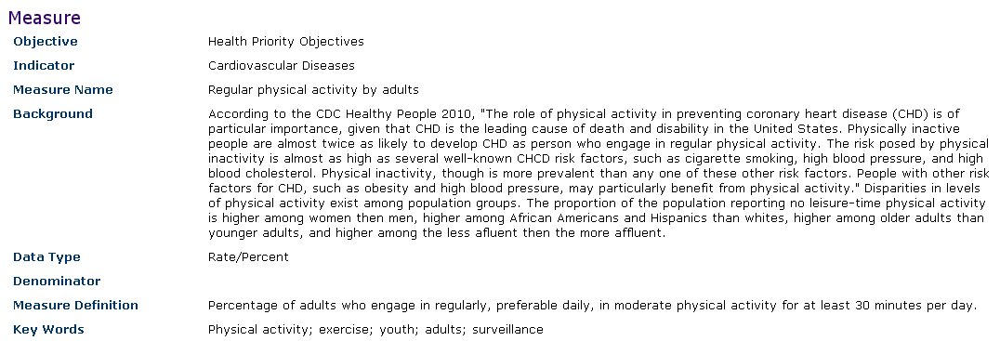 Measure
Objective Health Priority Objectives
Indicator Cardiovascular Diseases
Measure Name Regular physical activity by adults
Background According to the CDC Healthy People 2010, "The role of physical activity in preventing coronary heart disease (CHD) is of
particular importance, given that CHD is the leading cause of death and disability in the United States. Physically inactive
people are almost twice as likely to develop CHD as person who engage in regular physical activity. The risk posed by physical
inactivity is almost as high as several well-known CHCD risk factors, such as cigarette smoking, high blood pressure, and high
blood cholesterol. Physical inactivity, though is more prevalent than any one of these other risk factors. People with other risk
factors for CHD, such as obesity and high blood pressure, may particularly benefit from physical activity." Disparities in levels
of physical activity exist among population groups. The proportion of the population reporting no leisure-time physical activity
is higher among women then men, higher among African Americans and Hispanics than whites, higher among older adults than
younger adults, and higher among the less afluent then the more affluent.
Data Type Rate/Percent
Denominator
Measure Definition Percentage of adults who engage in regularly, preferable daily, in moderate physical activity for at least 30 minutes per day.
Key Words Physical activity; exercise; youth; adults; surveillance